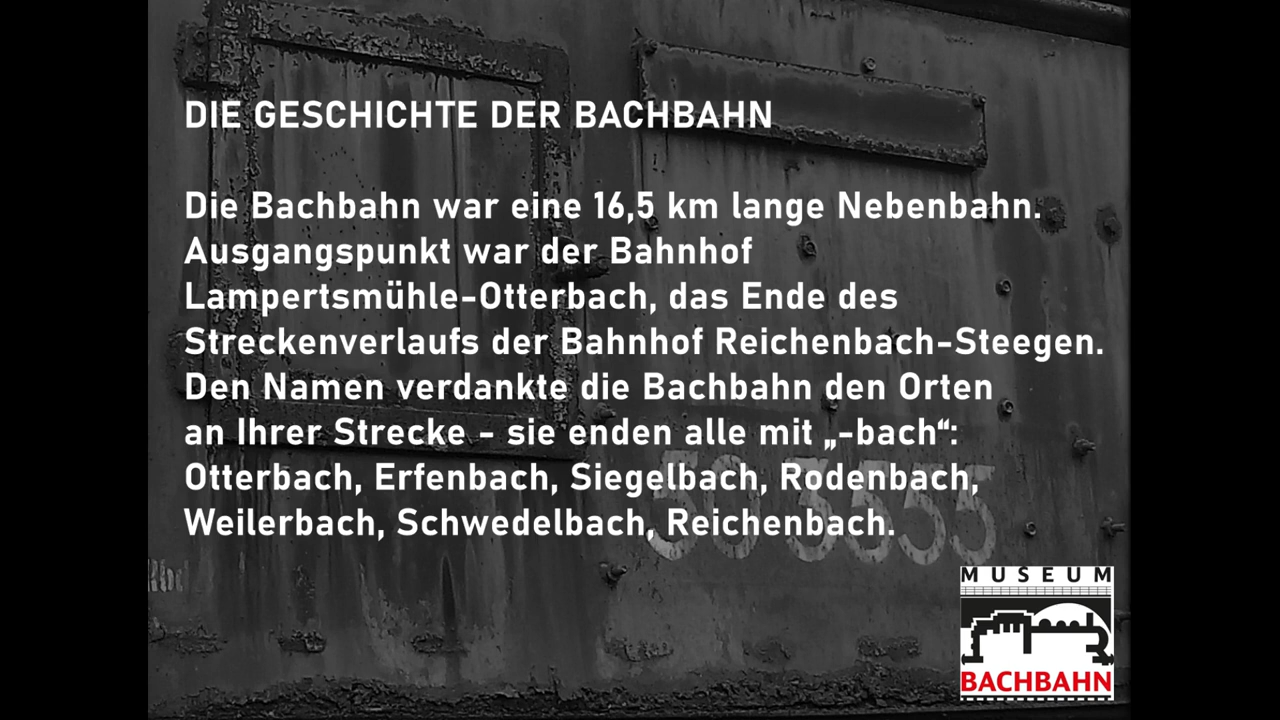 DIE GESCHICHTE DER BACHBAHN
Die Bachbahn war eine 16,5 km lange Nebenbahn.
Ausgangspunkt war der Bahnhof
Lampertsmühle-Otterbach, das Ende des
Streckenverlaufs der Bahnhof Reichenbach-Steegen.
Den Namen verdankte die Bachbahn den Orten
an Ihrer Strecke - sie enden alle mit „-bach“:
Otterbach, Erfenbach, Siegelbach, Rodenbach,
Weilerbach, Schwedelbach, Reichenbach.
50 3555
MUSEUM
BACHBAHN